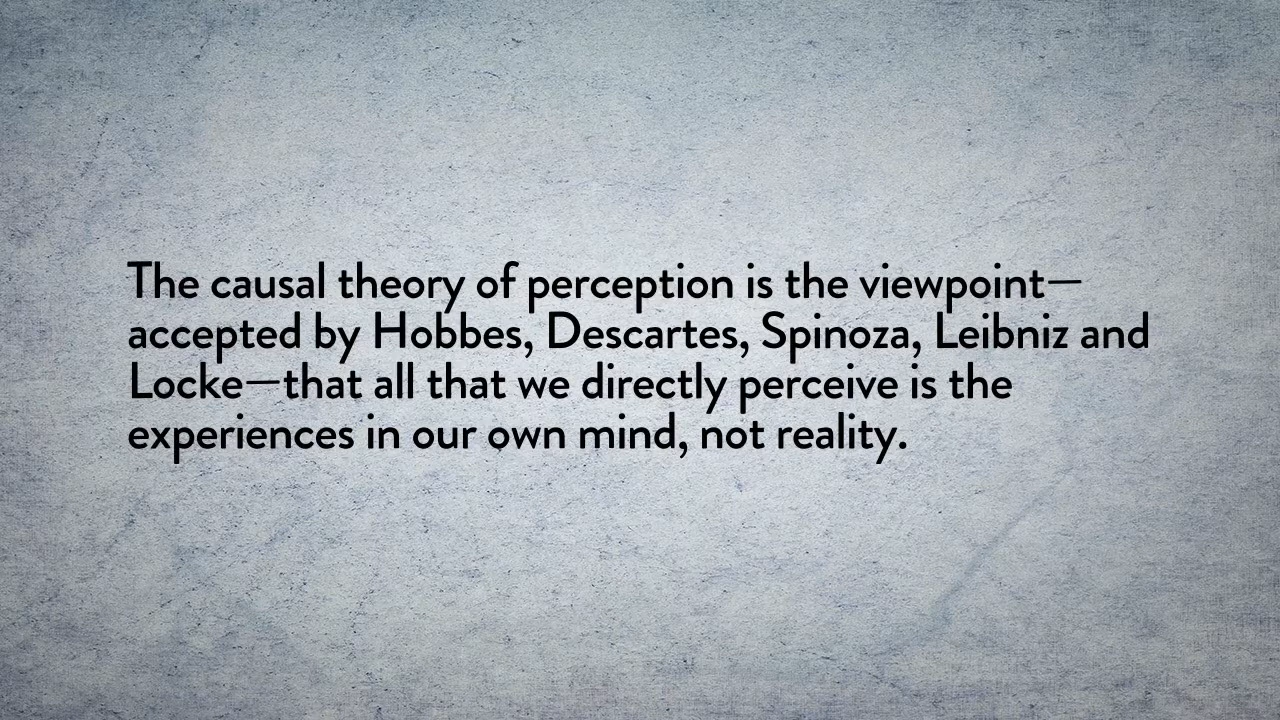 The causal theory of perception is the viewpoint—
accepted by Hobbes, Descartes, Spinoza, Leibniz and
Locke—that all that we directly perceive is the
experiences in our own mind, not reality.